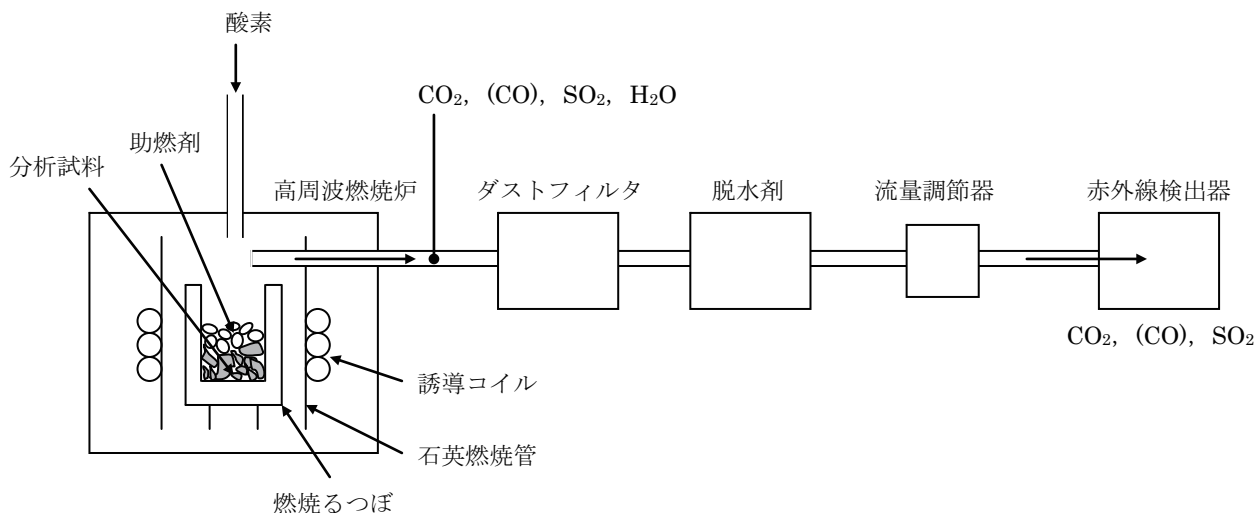 酸素
CO2, (CO), SO2, H2O
助燃剤
分析試料
高周波燃焼炉
ダストフィルタ
脱水剤
流量調節器
赤外線検出器
CO2, (CO), SO2
誘導コイル
石英燃焼管
燃焼るつぼ